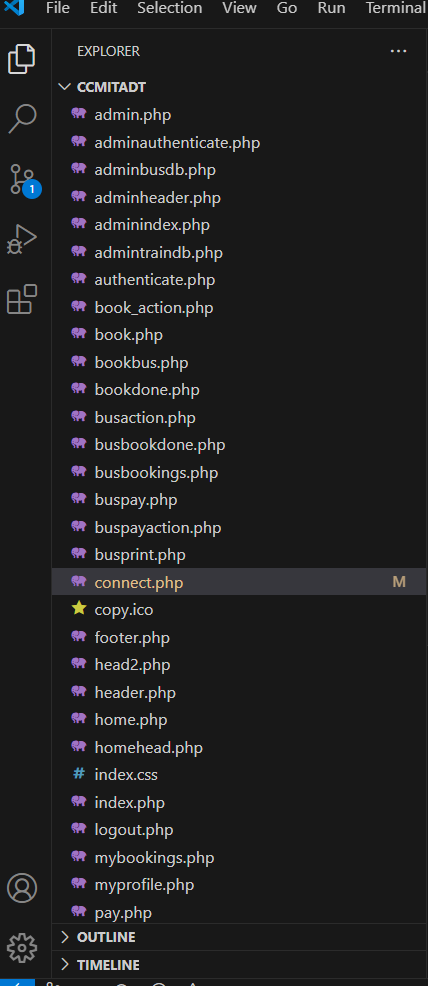 File Edit Selection View Go Run Terminal
EXPLORER
CCMITADT
admin.php
adminauthenticate.php
adminbusdb.php
adminheader.php
adminindex.php
admintraindb.php
authenticate.php
book_action.php
book.php
bookbus.php
bookdone.php
busaction.php
busbookdone.php
busbookings.php
buspay.php
buspayaction.php
busprint.php
connect.php M
copy.ico
footer.php
head2.php
header.php
home.php
homehead.php
# index.css
index.php
logout.php
mybookings.php
myprofile.php
pay.php
OUTLINE
TIMELINE
1